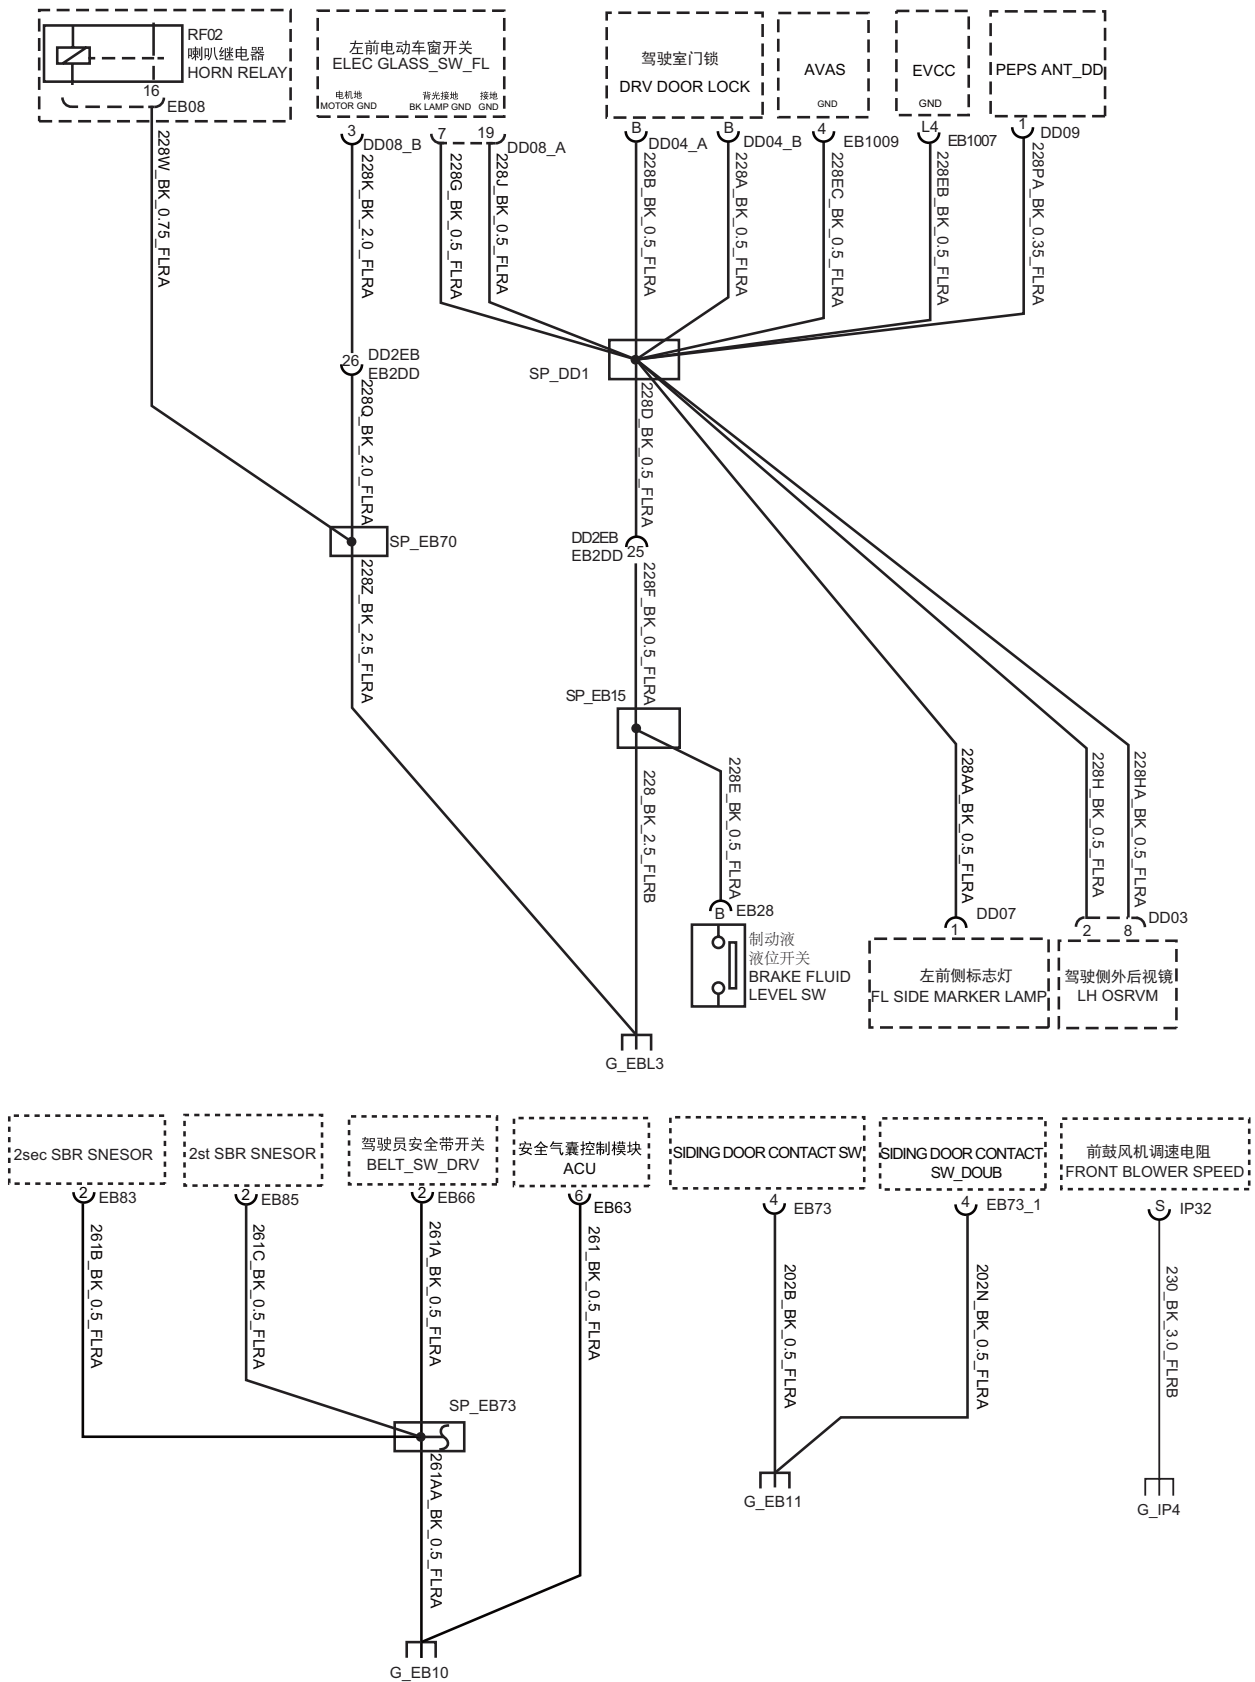 RF02
喇叭继电器
HORN RELAY
16
EB08
左前电动车窗开关
ELEC GLASS_SW_FL
电机地
MOTOR GND
背光接地
BK LAMP GND
接地
GND
3
DD08_B
7
19
DD08_A
驾驶室门锁
DRV DOOR LOCK
B
DD04_A
B
DD04_B
AVAS
GND
4
EB1009
EVCC
GND
L4
EB1007
PEPS ANT_DD
1
DD09
228W_BK_0.75_FLRA
228K_BK_2.0_FLRA
228G_BK_0.5_FLRA
228J_BK_0.5_FLRA
228B_BK_0.5_FLRA
228A_BK_0.5_FLRA
228EC_BK_0.5_FLRA
228EB_BK_0.5_FLRA
228PA_BK_0.35_FLRA
26
DD2EB
EB2DD
SP_DD1
228Q_BK_2.0_FLRA
228D_BK_0.5_FLRA
SP_EB70
DD2EB
EB2DD
25
228Z_BK_2.5_FLRA
228F_BK_0.5_FLRA
SP_EB15
228_BK_2.5_FLRB
228E_BK_0.5_FLRA
228AA_BK_0.5_FLRA
228H_BK_0.5_FLRA
228HA_BK_0.5_FLRA
B
EB28
制动液
液位开关
BRAKE FLUID
LEVEL SW
DD07
1
左前侧标志灯
FL SIDE MARKER LAMP
2
8
DD03
驾驶侧外后视镜
LH OSRVM
G_EBL3
2sec SBR SNESOR
2
EB83
2st SBR SNESOR
2
EB85
驾驶员安全带开关
BELT_SW_DRV
2
EB66
安全气囊控制模块
ACU
6
EB63
SIDING DOOR CONTACT SW
4
EB73
SIDING DOOR CONTACT
SW_DOUB
4
EB73_1
前鼓风机调速电阻
FRONT BLOWER SPEED
S
IP32
261B_BK_0.5_FLRA
261C_BK_0.5_FLRA
261A_BK_0.5_FLRA
261_BK_0.5_FLRA
202B_BK_0.5_FLRA
202N_BK_0.5_FLRA
230_BK_3.0_FLRB
SP_EB73
261AA_BK_0.5_FLRA
G_EB11
G_IP4
G_EB10